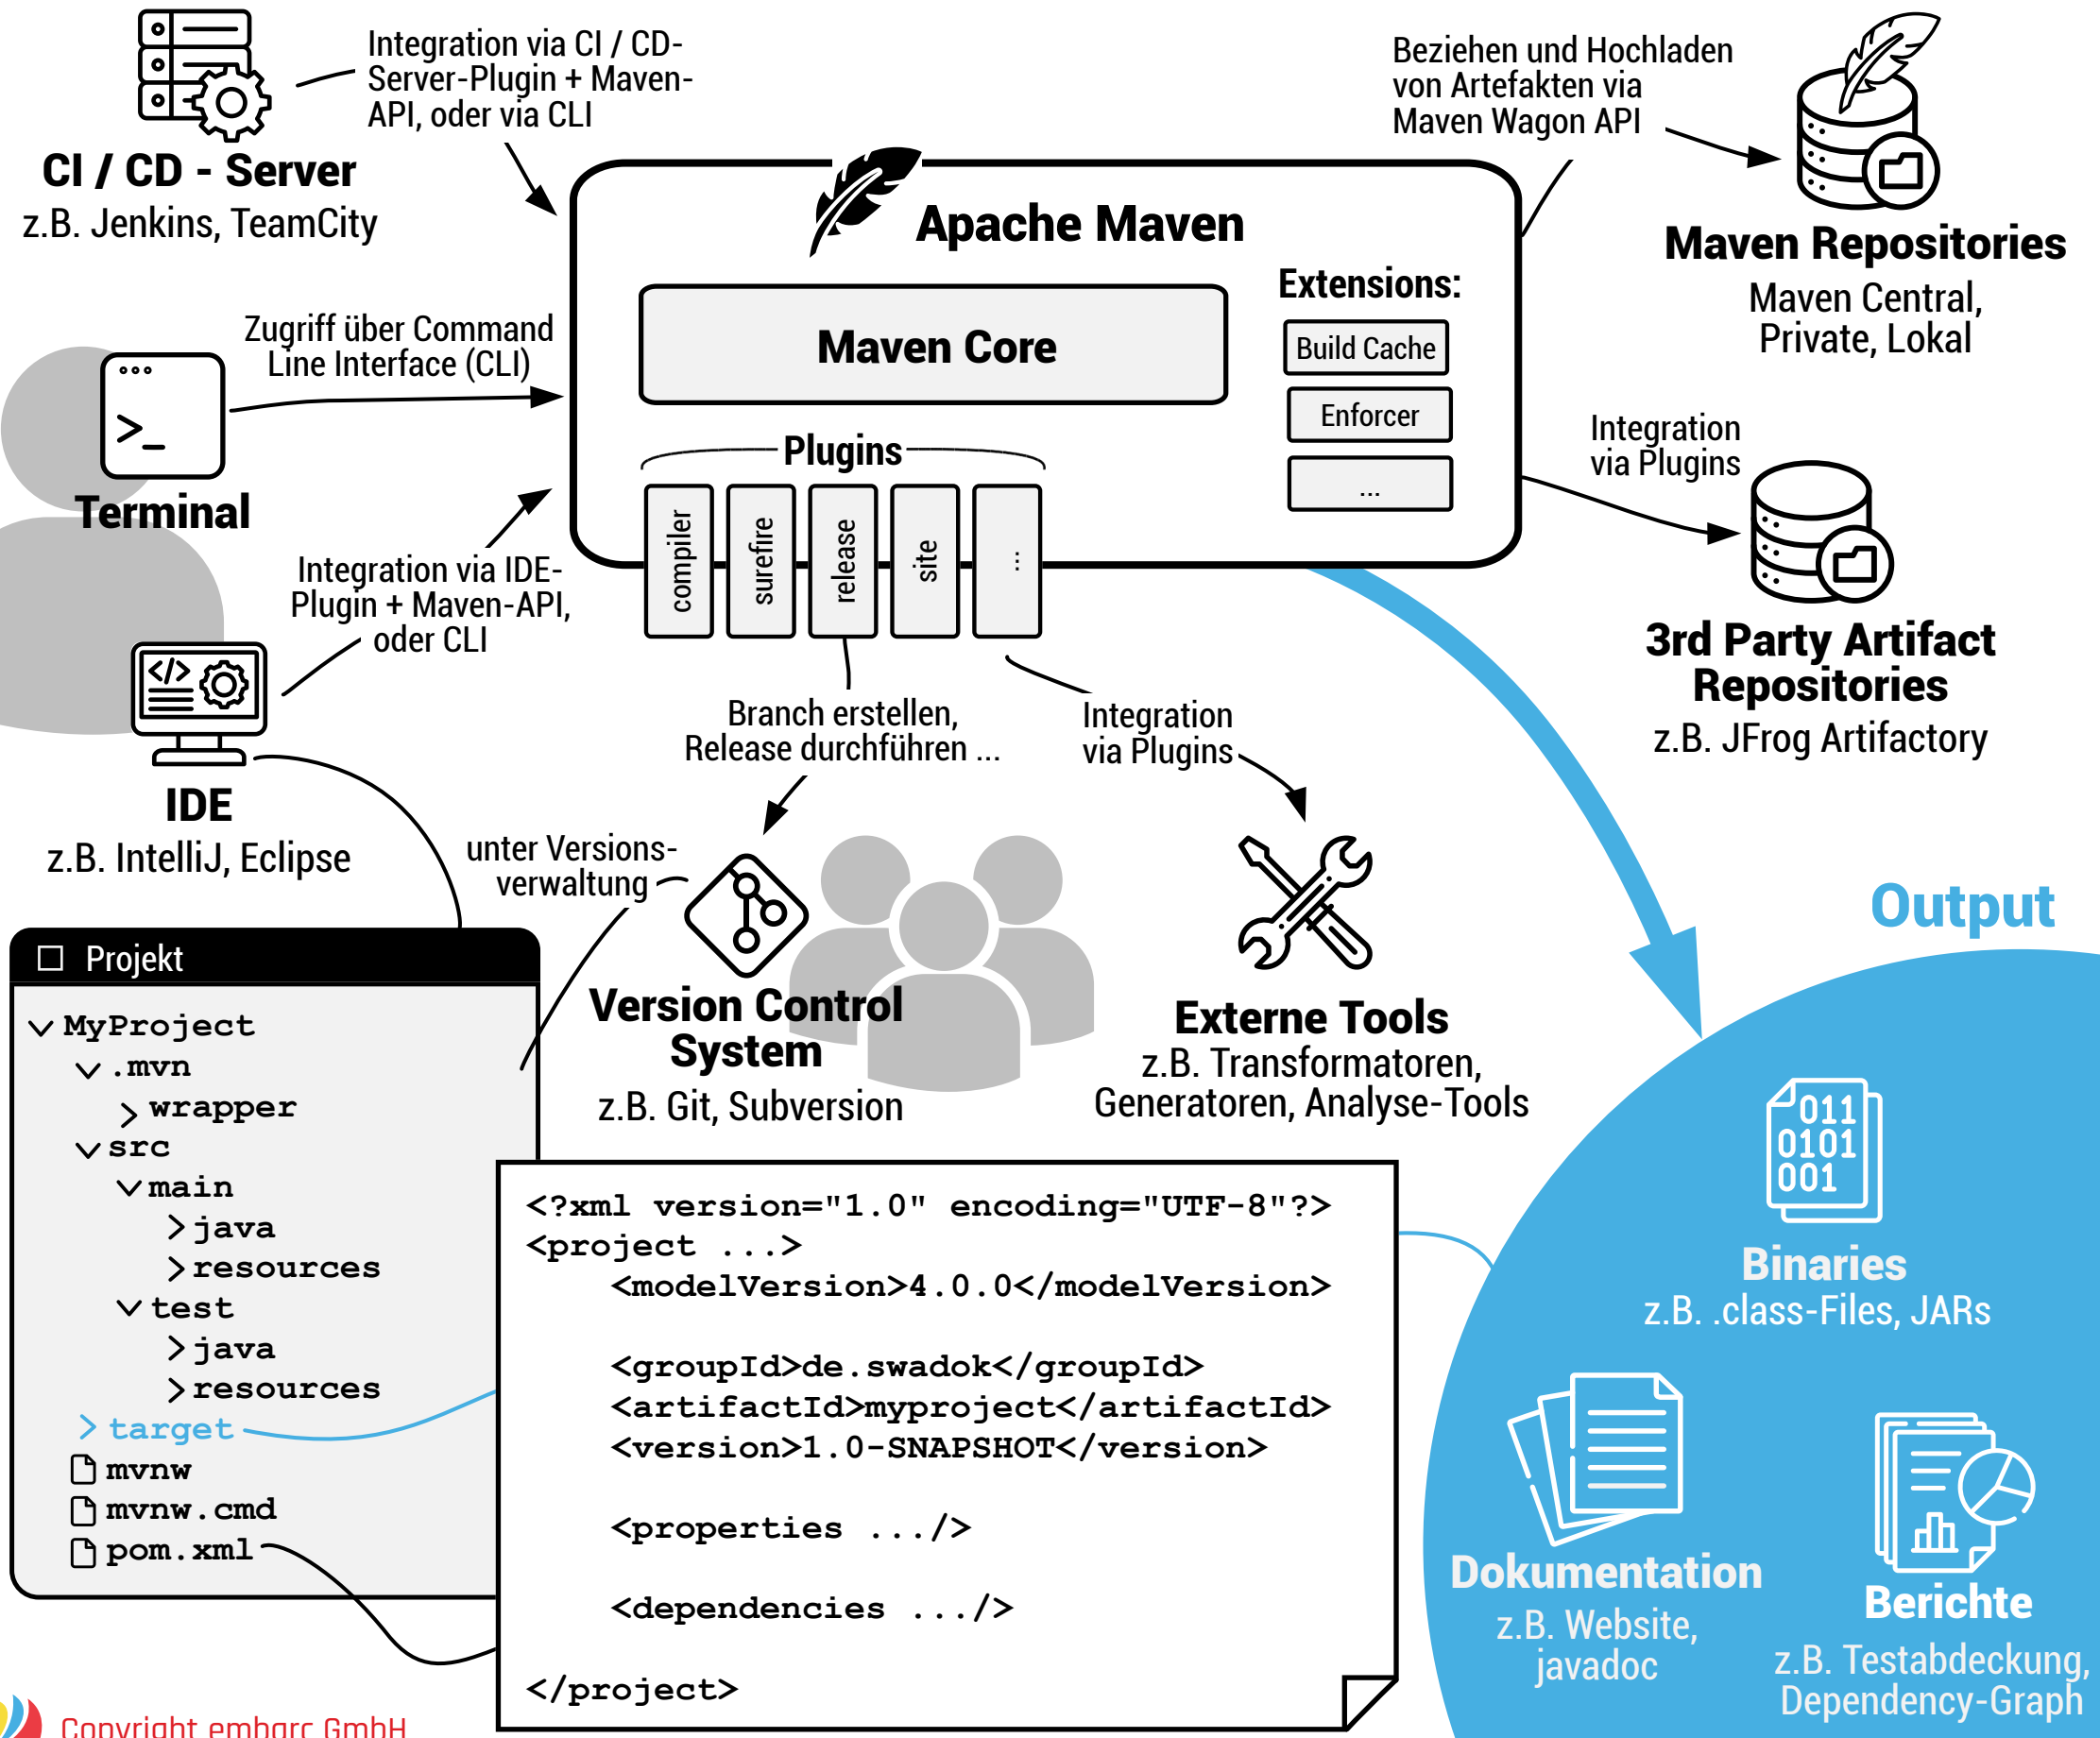 Integration via CI / CD-
Server-Plugin + Maven-
API, oder via CLI
CI / CD - Server
z.B. Jenkins, TeamCity
Beziehen und Hochladen
von Artefakten via
Maven Wagon API
Maven Repositories
Maven Central,
Private, Lokal
Apache Maven
Maven Core
Extensions:
Build Cache
Enforcer
...
Plugins
compiler
surefire
release
site
...
Zugriff über Command
Line Interface (CLI)
>_
Terminal
Integration via IDE-
Plugin + Maven-API,
oder CLI
</>
IDE
z.B. IntelliJ, Eclipse
Integration
via Plugins
3rd Party Artifact
Repositories
z.B. JFrog Artifactory
Branch erstellen,
Release durchführen ...
Integration
via Plugins
unter Versions-
verwaltung
Version Control
System
z.B. Git, Subversion
Externe Tools
z.B. Transformatoren,
Generatoren, Analyse-Tools
Projekt
MyProject
.mvn
wrapper
src
main
java
resources
test
java
resources
target
mvnw
mvnw.cmd
pom.xml
<?xml version="1.0" encoding="UTF-8"?>
<project ...>
<modelVersion>4.0.0</modelVersion>
<groupId>de.swadok</groupId>
<artifactId>myproject</artifactId>
<version>1.0-SNAPSHOT</version>
<properties .../>
<dependencies .../>
</project>
Output
011
0101
001
Binaries
z.B. .class-Files, JARs
Dokumentation
z.B. Website,
javadoc
Berichte
z.B. Testabdeckung,
Dependency-Graph
Copyright embarc GmbH